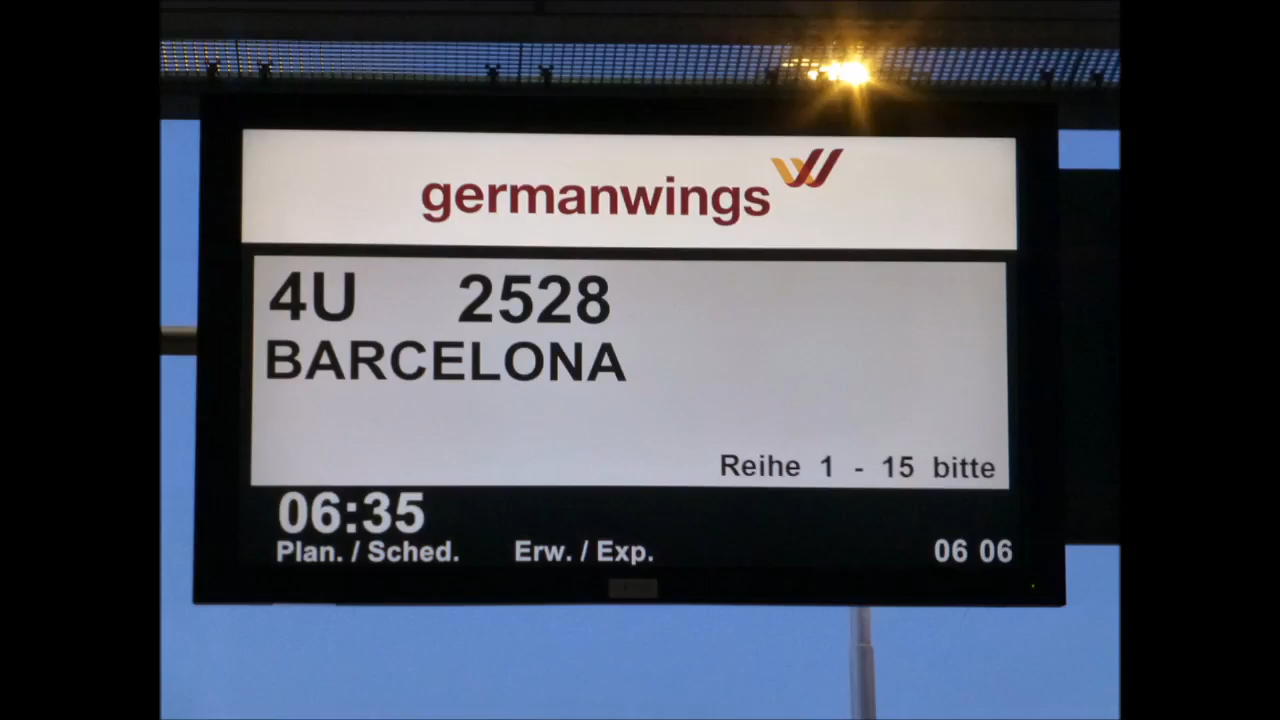 germanwings
4U 2528
BARCELONA
Reihe 1 - 15 bitte
06:35
Plan. / Sched. Erw. / Exp. 06 06